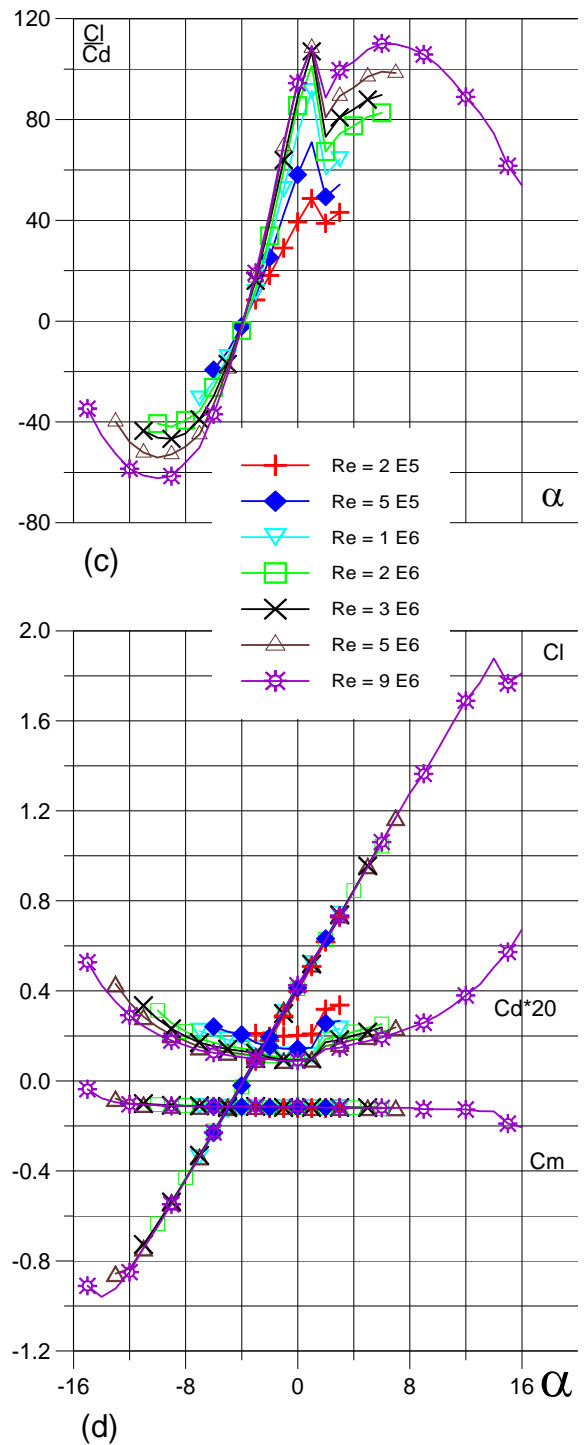 Cl
Cd
120
80
40
0
-40
-80
α
(c)
Re = 2 E5
Re = 5 E5
Re = 1 E6
Re = 2 E6
Re = 3 E6
Re = 5 E6
Re = 9 E6
2.0
Cl
1.6
1.2
0.8
0.4
Cd*20
0.0
Cm
-0.4
-0.8
-1.2
-16 -8 0 8 16 α
(d)